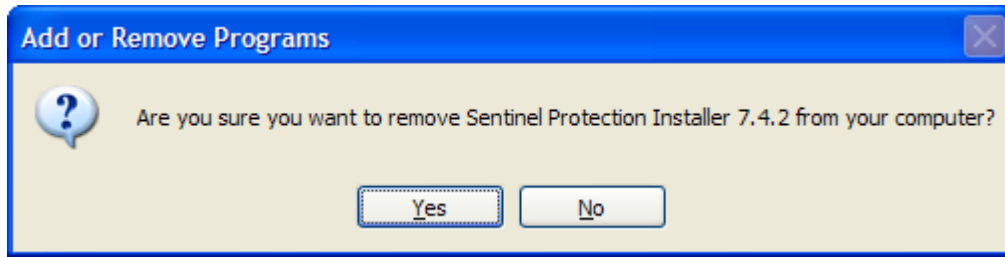 Add or Remove Programs
Are you sure you want to remove Sentinel Protection Installer 7.4.2 from your computer?
Yes
No